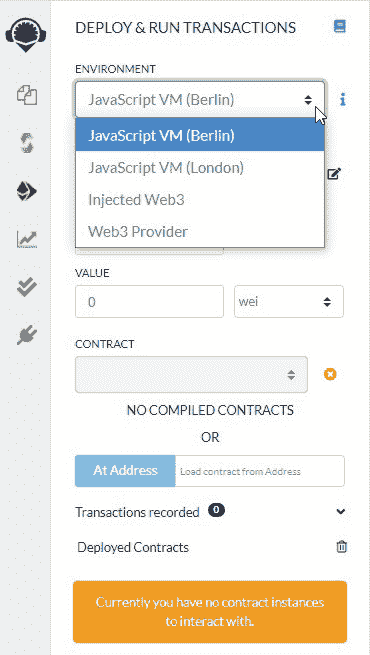 DEPLOY & RUN TRANSACTIONS
ENVIRONMENT
JavaScript VM (Berlin)
JavaScript VM (Berlin)
JavaScript VM (London)
Injected Web3
Web3 Provider
VALUE
0 wei
CONTRACT
NO COMPILED CONTRACTS
OR
At Address Load contract from Address
Transactions recorded 0
Deployed Contracts
Currently you have no contract instances
to interact with.